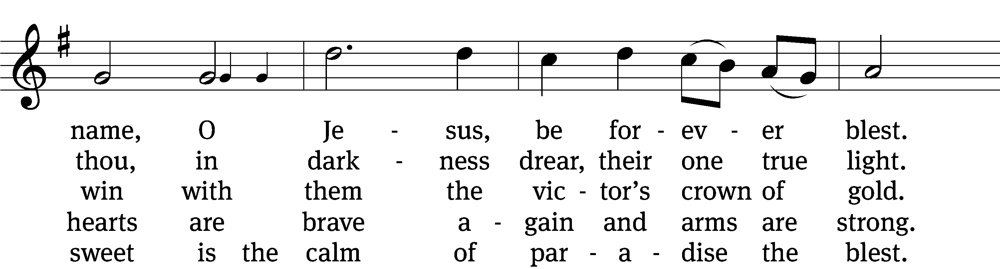 name, O Je - sus, be for - ev - er blest.
thou, in dark - ness drear, their one true light.
win with them the vic - tor’s crown of gold.
hearts are brave a - gain and arms are strong.
sweet is the calm of par - a - dise the blest.